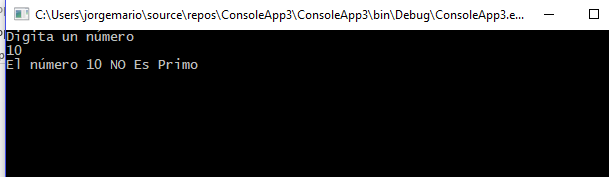 C:\Users\jorgemario\source\repos\ConsoleApp3\ConsoleApp3\bin\Debug\ConsoleApp3.e...
Digita un número
10
El número 10 NO Es Primo